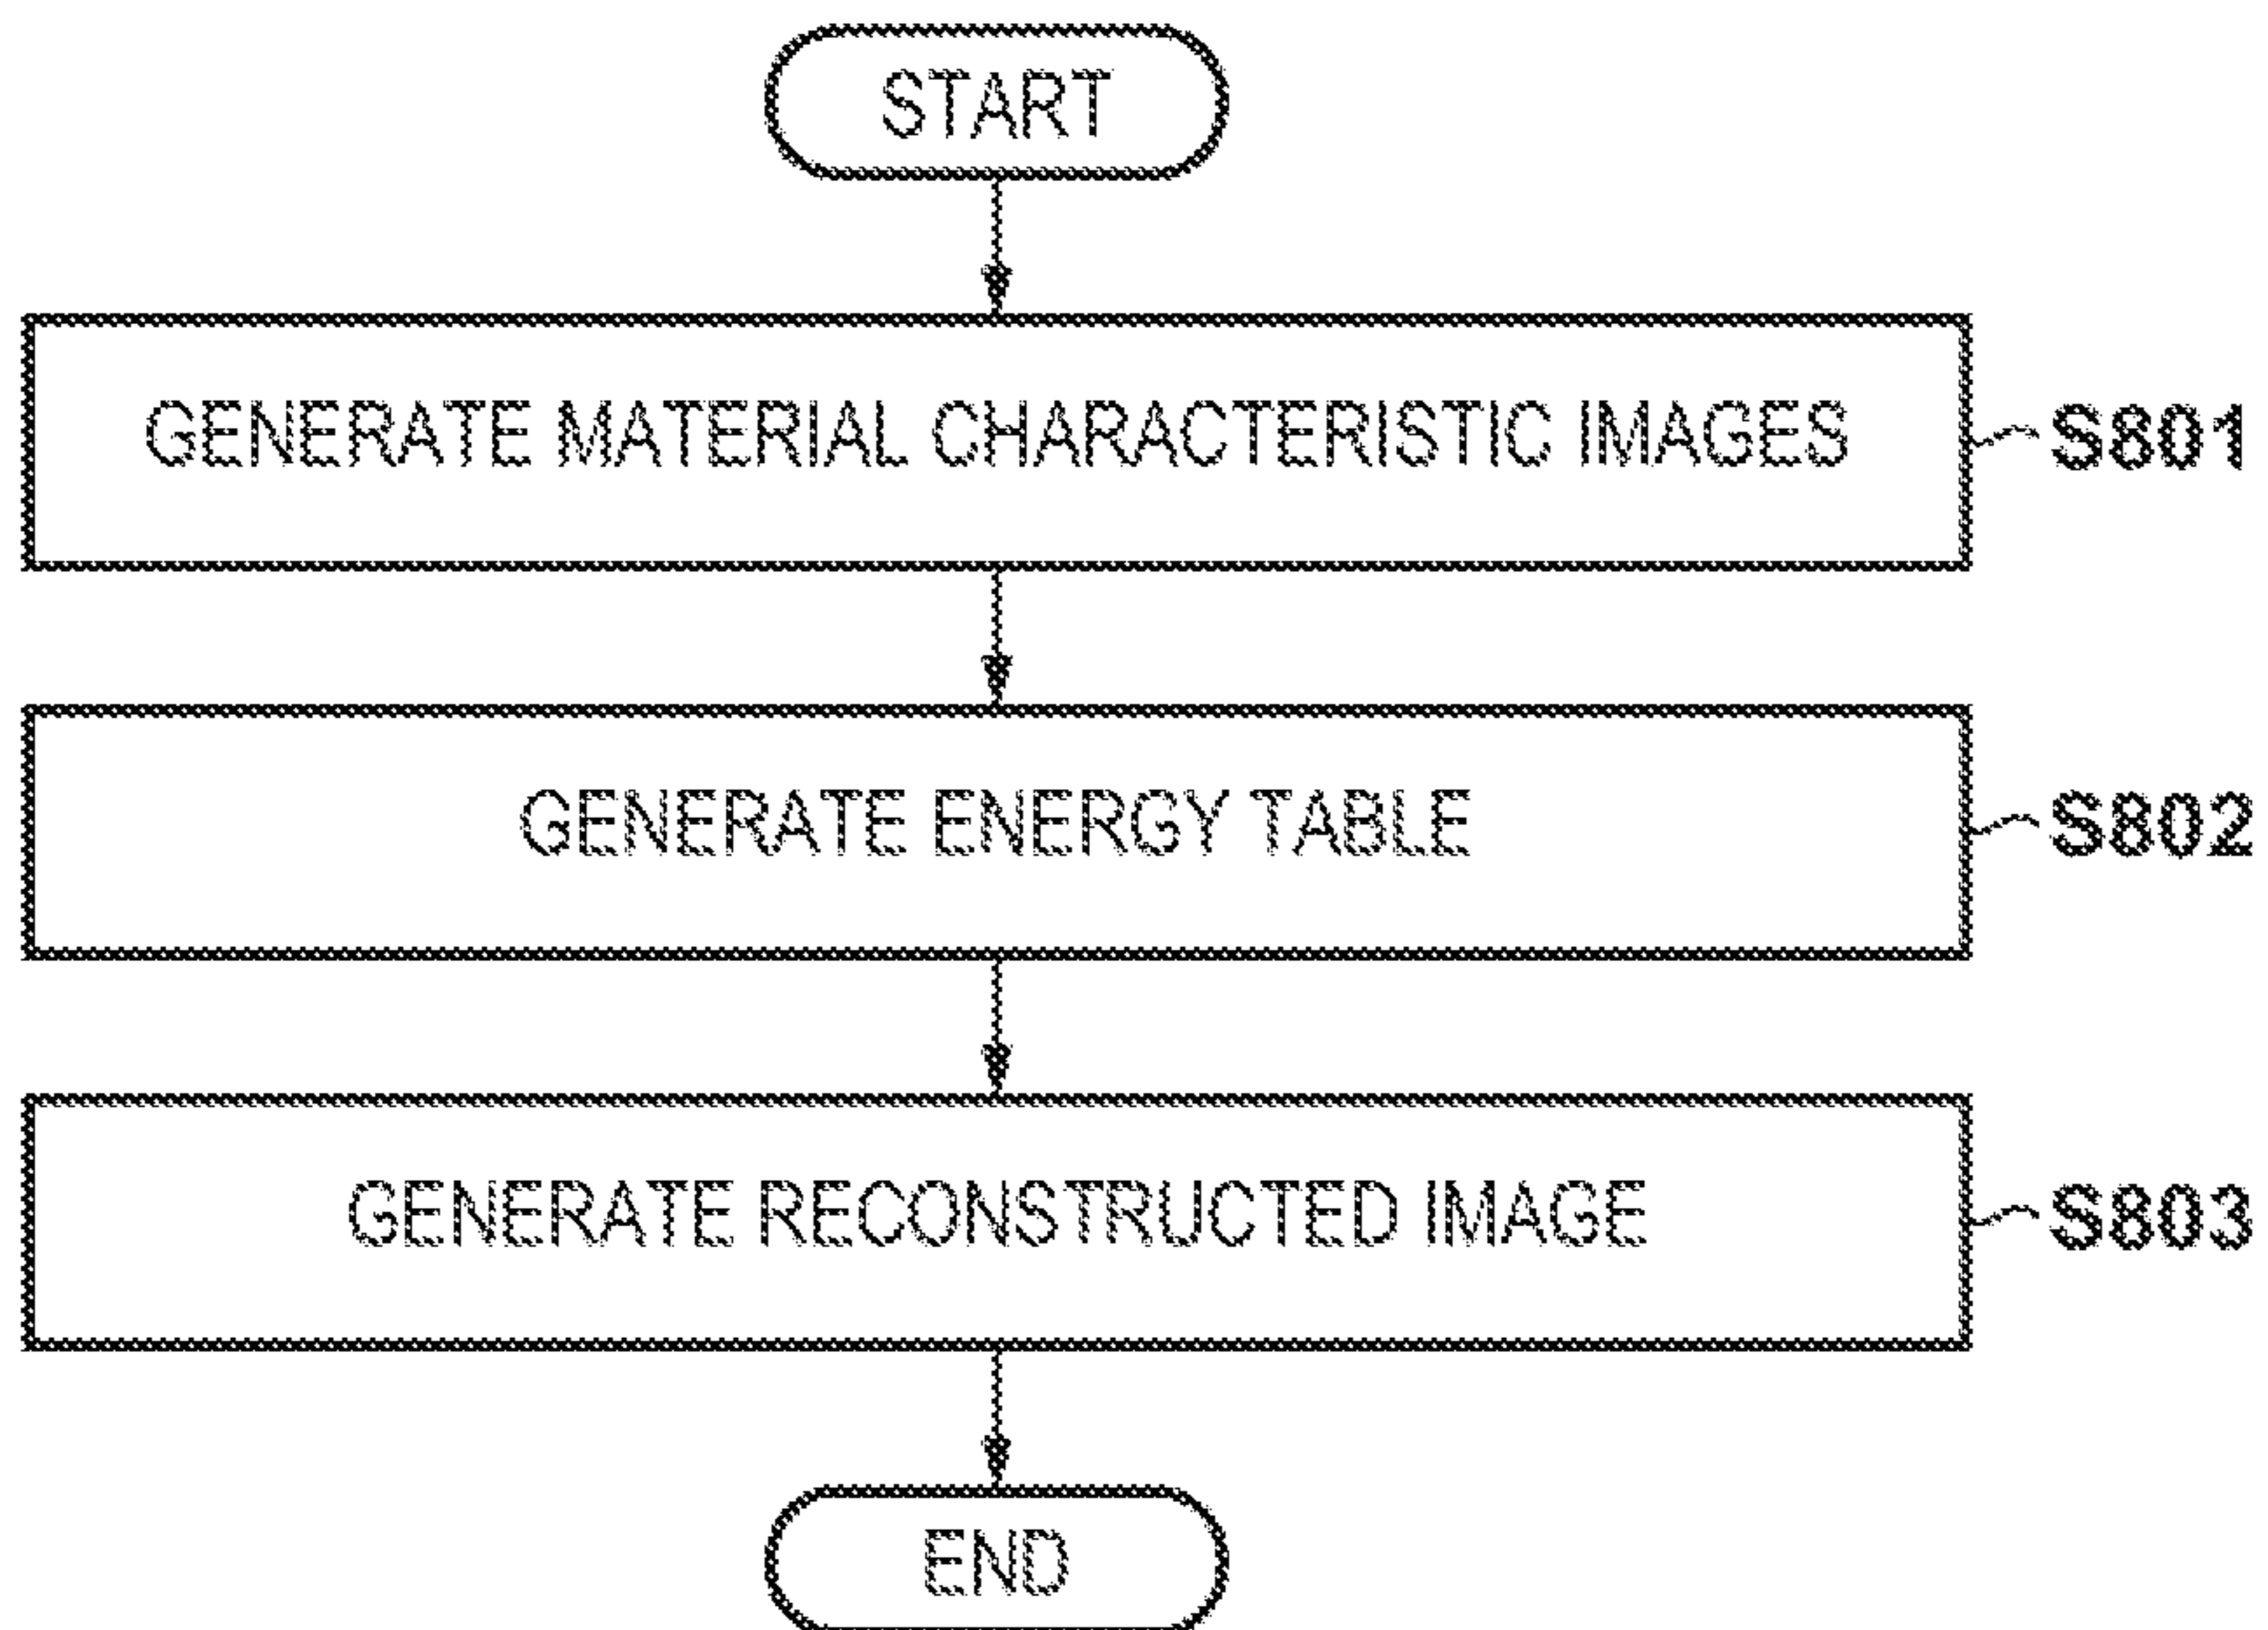 START
GENERATE MATERIAL CHARACTERISTIC IMAGES
S801
GENERATE ENERGY TABLE
S802
GENERATE RECONSTRUCTED IMAGE
S803
END